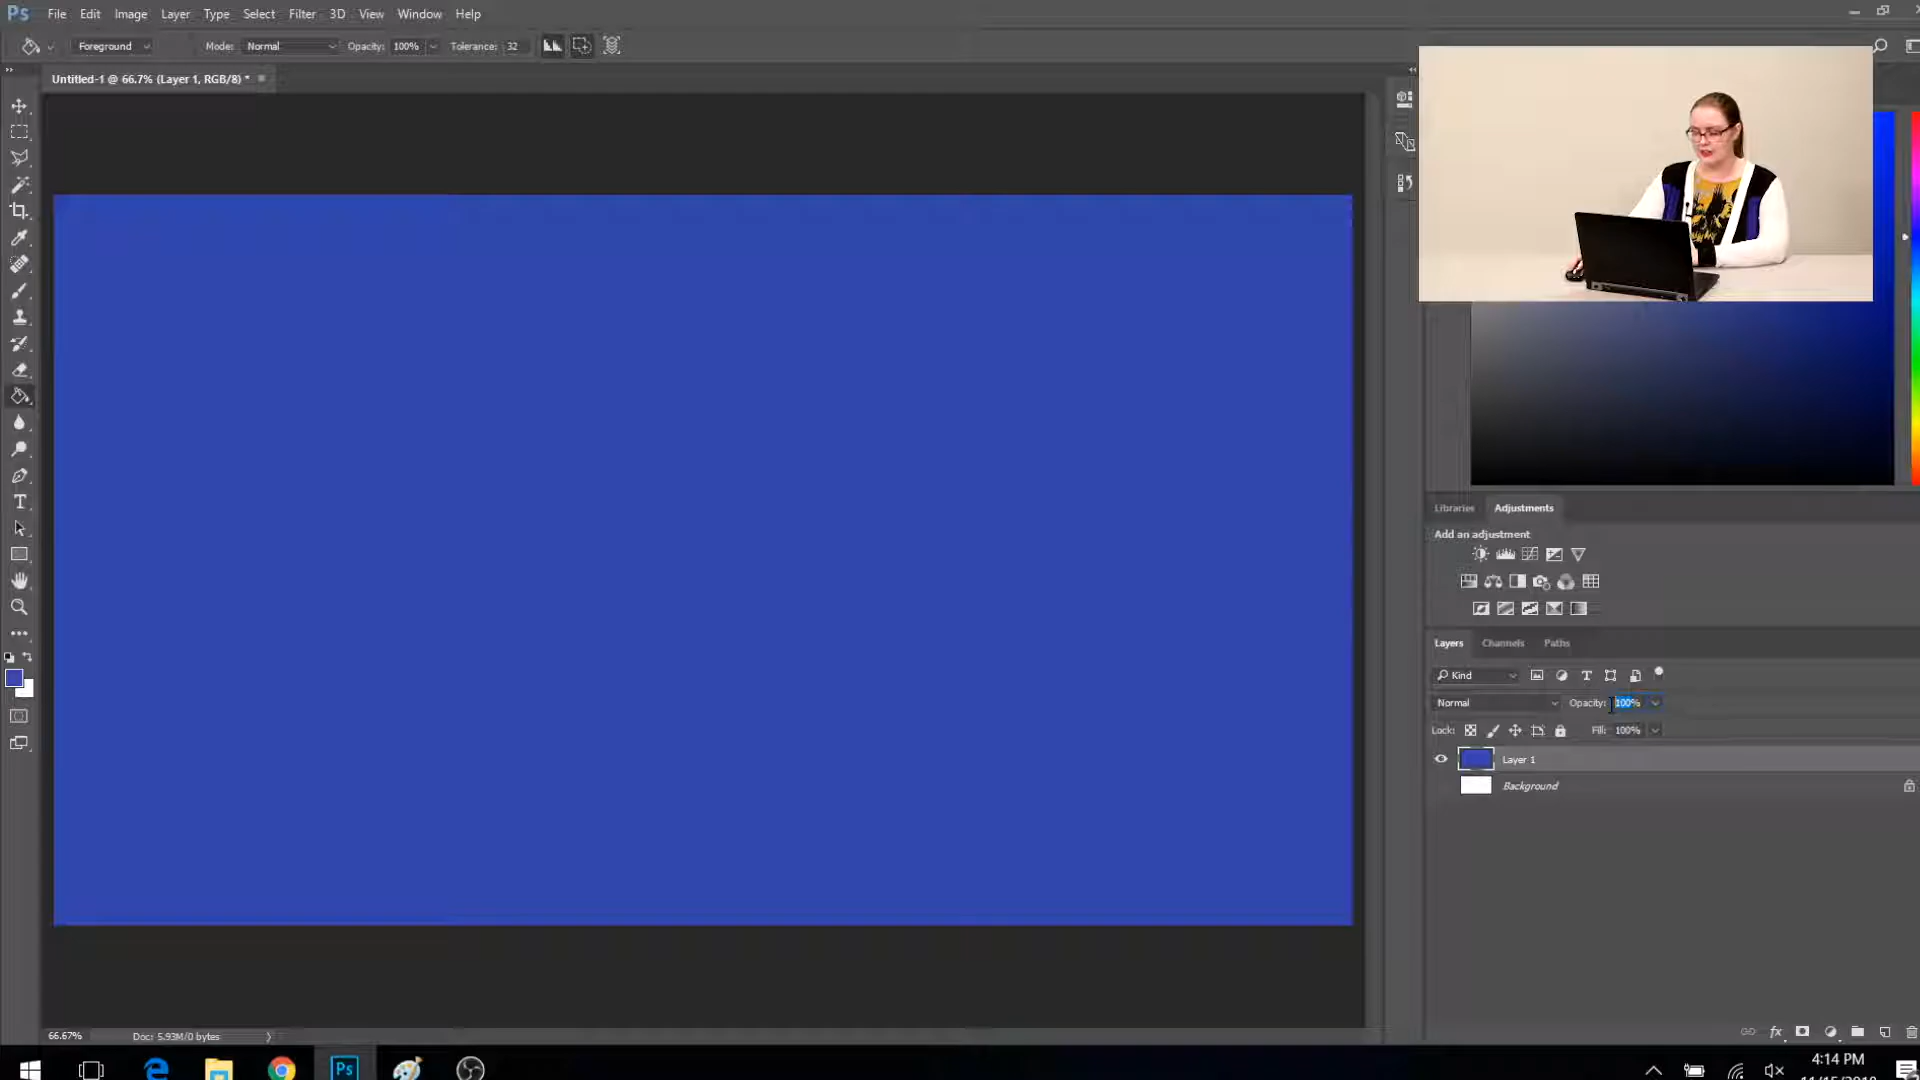 Ps File Edit Image Layer Type Select Filter 3D View Window Help
Foreground Mode: Normal Opacity: 100% Tolerance: 32
Untitled-1 @ 66.7% (Layer 1, RGB/8) *
T
Libraries Adjustments
Add an adjustment
Layers Channels Paths
Kind T
Normal Opacity: 100%
Lock: Fill: 100%
Layer 1
Background
66.67% Doc: 5.93M/0 bytes
fx
Ps
4:14 PM